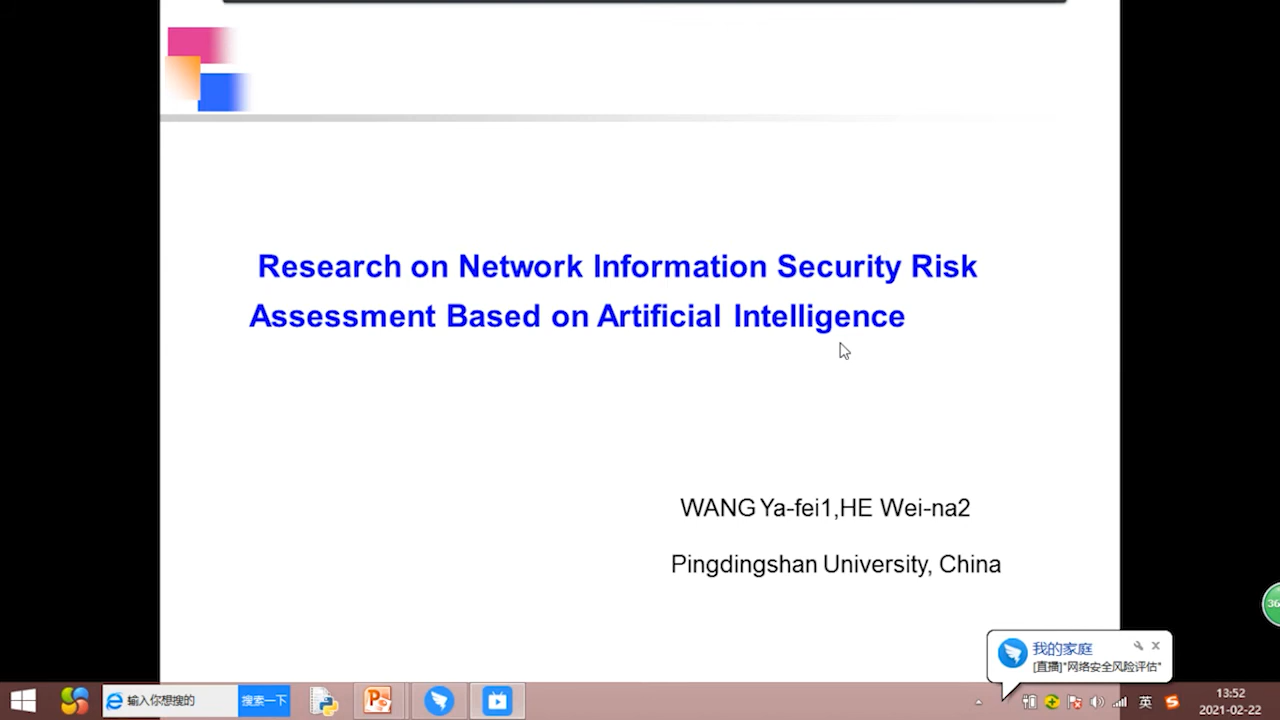 Research on Network Information Security Risk
Assessment Based on Artificial Intelligence
WANG Ya-fei1,HE Wei-na2
Pingdingshan University, China
36
我的家庭
[直播]"网络安全风险评估"
输入你想搜的
搜索一下
英
13:52
2021-02-22